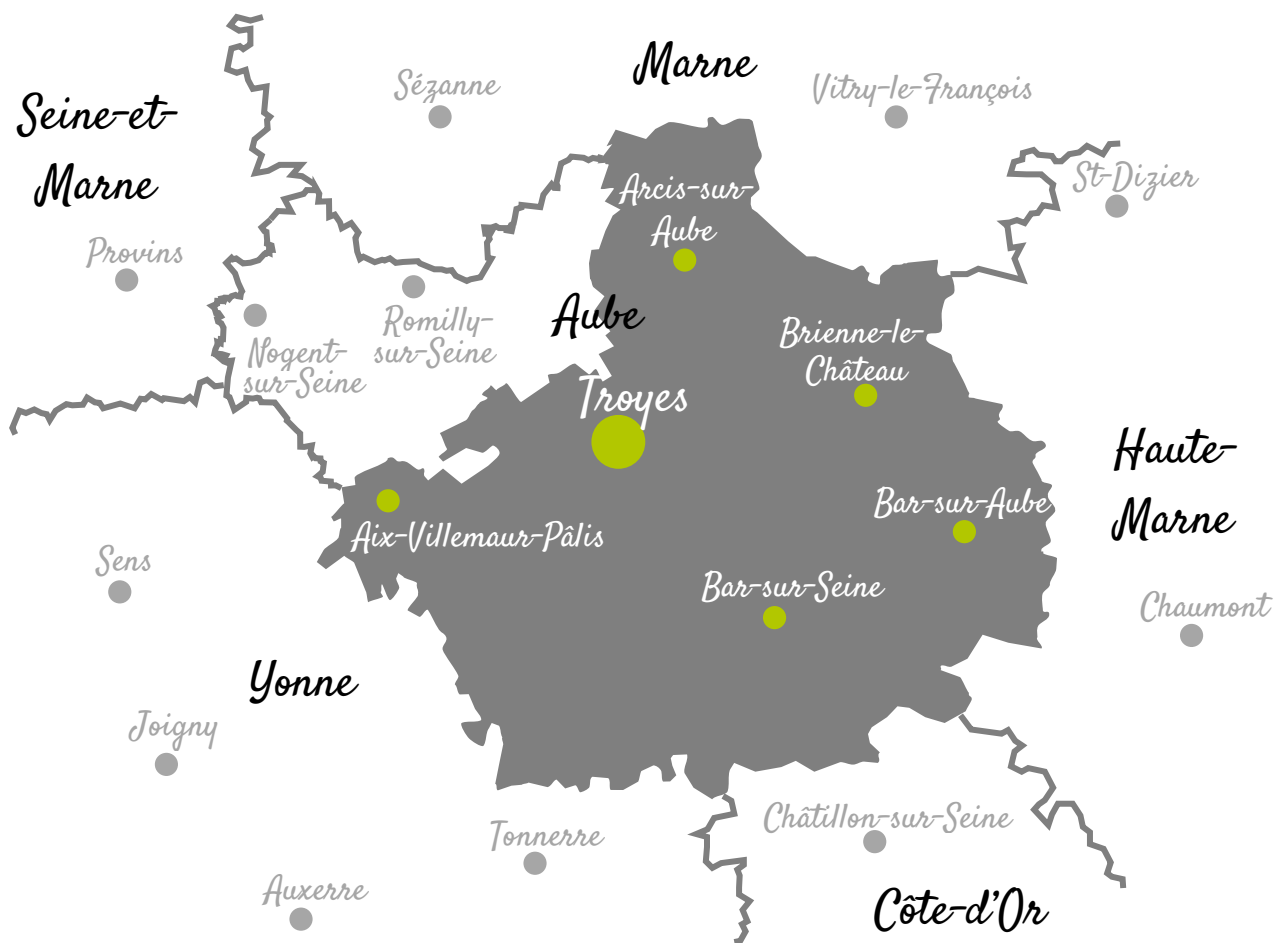 Marne
Sézanne
Vitry-le-François
Seine-et-
Marne
St-Dizier
Arcis-sur-
Aube
Provins
Aube
Romilly-
sur-Seine
Nogent-
sur-Seine
Brienne-le-
Château
Troyes
Haute-
Marne
Bar-sur-Aube
Aix-Villemaur-Pâlis
Sens
Bar-sur-Seine
Chaumont
Yonne
Joigny
Châtillon-sur-Seine
Tonnerre
Auxerre
Côte-d'Or